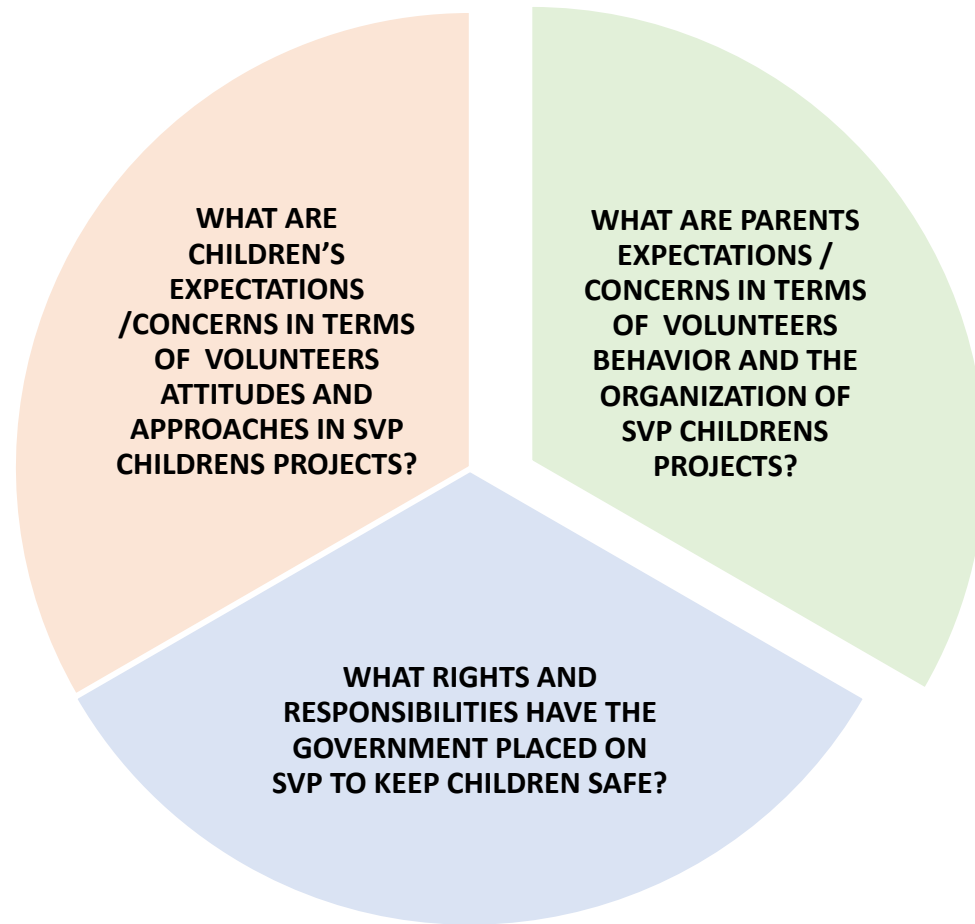 WHAT ARE
CHILDREN’S
EXPECTATIONS
/CONCERNS IN TERMS
OF VOLUNTEERS
ATTITUDES AND
APPROACHES IN SVP
CHILDRENS PROJECTS?
WHAT ARE PARENTS
EXPECTATIONS /
CONCERNS IN TERMS
OF VOLUNTEERS
BEHAVIOR AND THE
ORGANIZATION OF
SVP CHILDRENS
PROJECTS?
WHAT RIGHTS AND
RESPONSIBILITIES HAVE THE
GOVERNMENT PLACED ON
SVP TO KEEP CHILDREN SAFE?